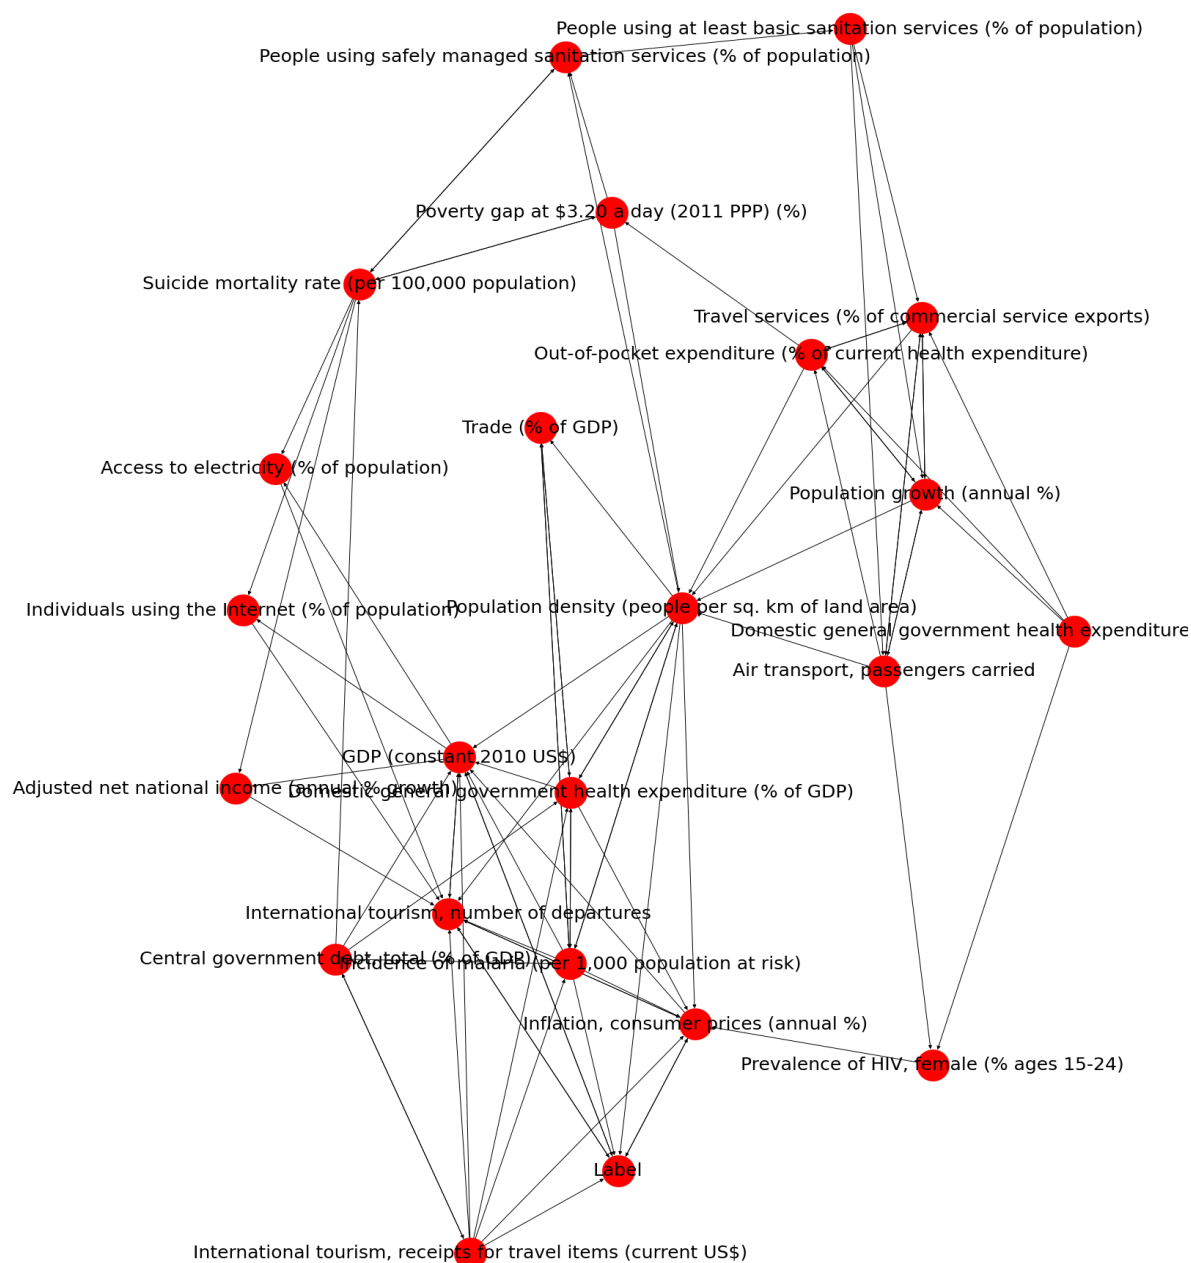 People using at least basic sanitation services (% of population)
People using safely managed sanitation services (% of population)
Poverty gap at $3.20 a day (2011 PPP) (%)
Suicide mortality rate (per 100,000 population)
Travel services (% of commercial service exports)
Out-of-pocket expenditure (% of current health expenditure)
Trade (% of GDP)
Access to electricity (% of population)
Population growth (annual %)
Individuals using the Internet (% of population)
Population density (people per sq. km of land area)
Domestic general government health expenditure
Air transport, passengers carried
GDP (constant 2010 US$)
Adjusted net national income (annual % growth)
Domestic general government health expenditure (% of GDP)
International tourism, number of departures
Central government debt, total (% of GDP)
Incidence of malaria (per 1,000 population at risk)
Inflation, consumer prices (annual %)
Prevalence of HIV, female (% ages 15-24)
Label
International tourism, receipts for travel items (current US$)